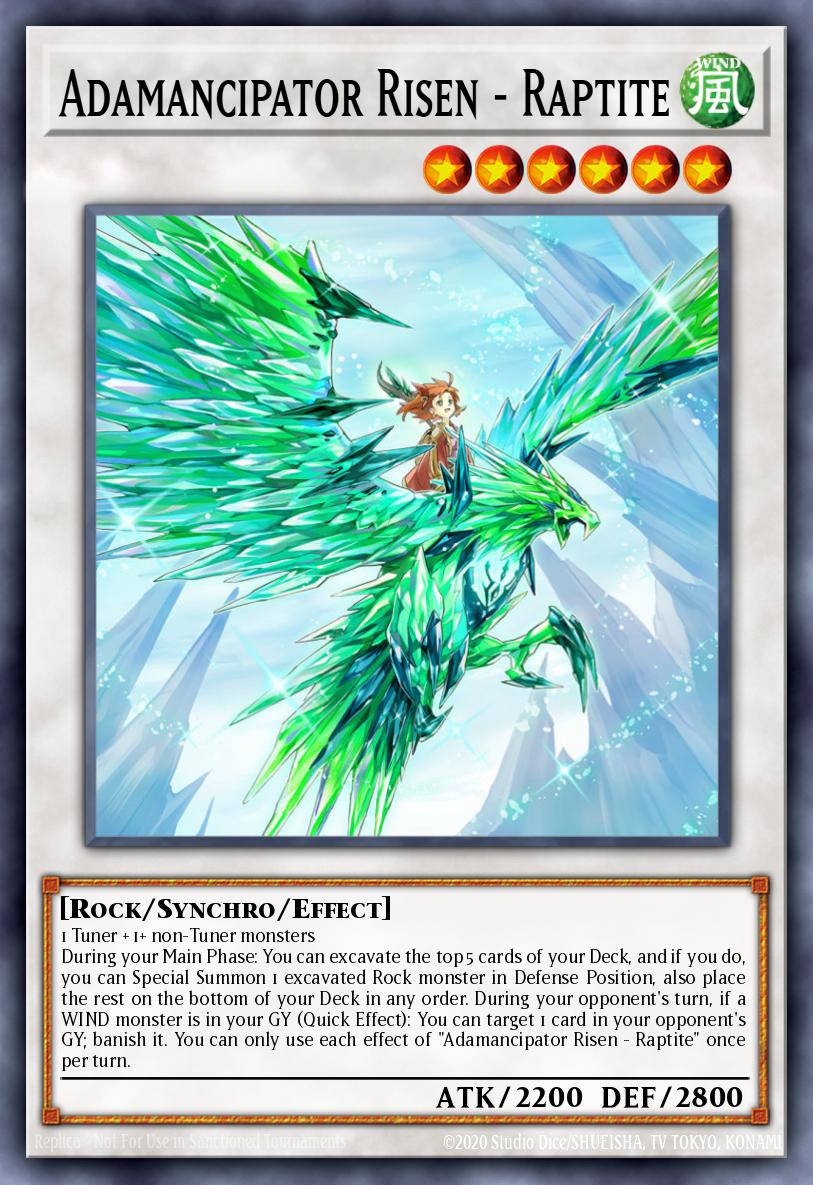 Adamancipator Risen - Raptite
WIND
風
[Rock/Synchro/Effect]
1 Tuner + 1+ non-Tuner monsters
During your Main Phase: You can excavate the top 5 cards of your Deck, and if you do,
you can Special Summon 1 excavated Rock monster in Defense Position, also place
the rest on the bottom of your Deck in any order. During your opponent's turn, if a
WIND monster is in your GY (Quick Effect): You can target 1 card in your opponent's
GY; banish it. You can only use each effect of "Adamancipator Risen - Raptite" once
per turn.
ATK/2200 DEF/2800
Replica - Not For Use in Sanctioned Tournaments
©2020 Studio Dice/SHUEISHA, TV TOKYO, KONAMI